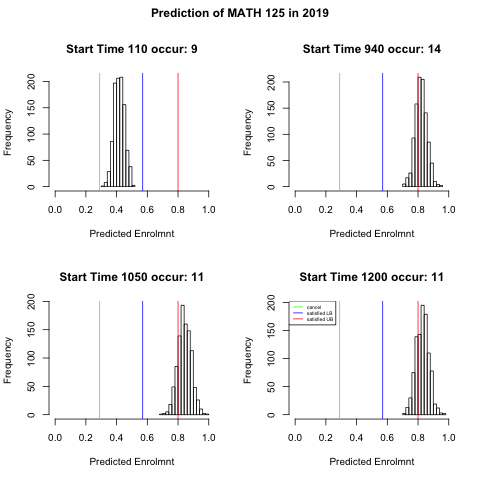 Prediction of MATH 125 in 2019
Start Time 110 occur: 9
Frequency
0 50 100 150 200
0.0 0.2 0.4 0.6 0.8 1.0
Predicted Enrolmnt
Start Time 940 occur: 14
Frequency
0 50 100 150 200
0.0 0.2 0.4 0.6 0.8 1.0
Predicted Enrolmnt
Start Time 1050 occur: 11
Frequency
0 50 100 150 200
0.0 0.2 0.4 0.6 0.8 1.0
Predicted Enrolmnt
Start Time 1200 occur: 11
cancel
satisfied LB
satisfied UB
Frequency
0 50 100 150 200
0.0 0.2 0.4 0.6 0.8 1.0
Predicted Enrolmnt